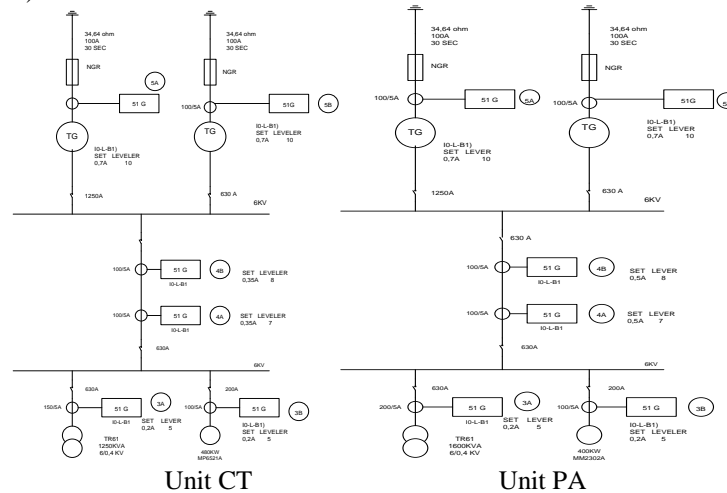 )
34,64 ohm
100A
30 SEC
NGR
5A
51 G
TG
I0-L-B1)
SET LEVELER
0,7A 10
1250A
34,64 ohm
100A
30 SEC
NGR
100/5A
51G
5B
TG
I0-L-B1)
SET LEVELER
0,7A 10
630 A
6KV
100/5A
51 G
I0-L-B1
4B
SET LEVELER
0,35A 8
100/5A
51 G
I0-L-B1
4A
SET LEVELER
0,35A 7
630A
6KV
630A
150/5A
51 G
I0-L-B1
3A
SET LEVER
0,2A 5
TR61
1250KVA
6/0,4 KV
200A
100/5A
51 G
3B
I0-L-B1)
SET LEVELER
0,2A 5
480KW
MP6521A
Unit CT
34,64 ohm
100A
30 SEC
NGR
100/5A
51 G
5A
TG
I0-L-B1)
SET LEVER
0,7A 10
1250A
34,64 ohm
100A
30 SEC
NGR
100/5A
51G
TG
I0-L-B1)
SET LEVELER
0,7A 10
630 A
6KV
630 A
100/5A
51 G
I0-L-B1
4B
SET LEVER
0,5A 8
100/5A
51 G
I0-L-B1
4A
SET LEVER
0,5A 7
630A
6KV
630A
200/5A
51 G
I0-L-B1
3A
SET LEVER
0,2A 5
TR61
1600KVA
6/0,4 KV
200A
100/5A
51 G
3B
I0-L-B1)
SET LEVELER
0,2A 5
400KW
MM2302A
Unit PA